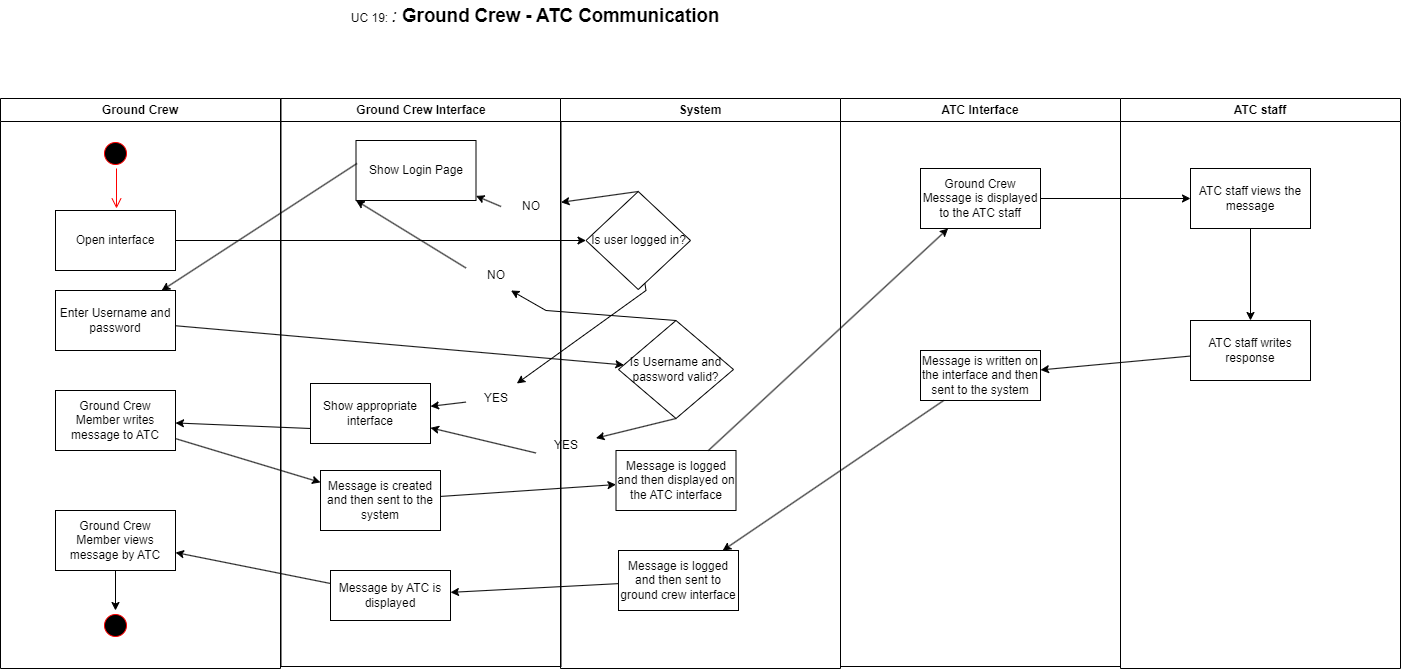 UC 19: : Ground Crew - ATC Communication
Ground Crew
Ground Crew Interface
System
ATC Interface
ATC staff
Show Login Page
NO
Is user logged in?
Open interface
NO
Enter Username and
password
Is Username and
password valid?
YES
Show appropriate
interface
YES
Ground Crew
Member writes
message to ATC
Message is created
and then sent to the
system
Message is logged
and then displayed on
the ATC interface
Ground Crew
Message is displayed
to the ATC staff
ATC staff views the
message
ATC staff writes
response
Message is written on
the interface and then
sent to the system
Message is logged
and then sent to
ground crew interface
Message by ATC is
displayed
Ground Crew
Member views
message by ATC